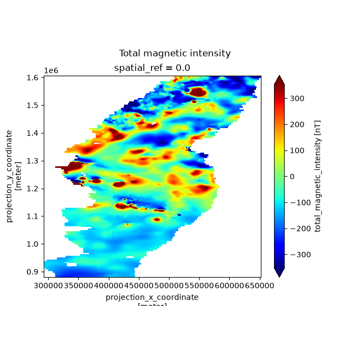 Total magnetic intensity
spatial_ref = 0.0
1e6
1.6
1.5
1.4
1.3
1.2
1.1
1.0
0.9
projection_y_coordinate
[meter]
300000 350000 400000 450000 500000 550000 600000 650000
projection_x_coordinate
[meter]
300
200
100
0
−100
−200
−300
total_magnetic_intensity [nT]